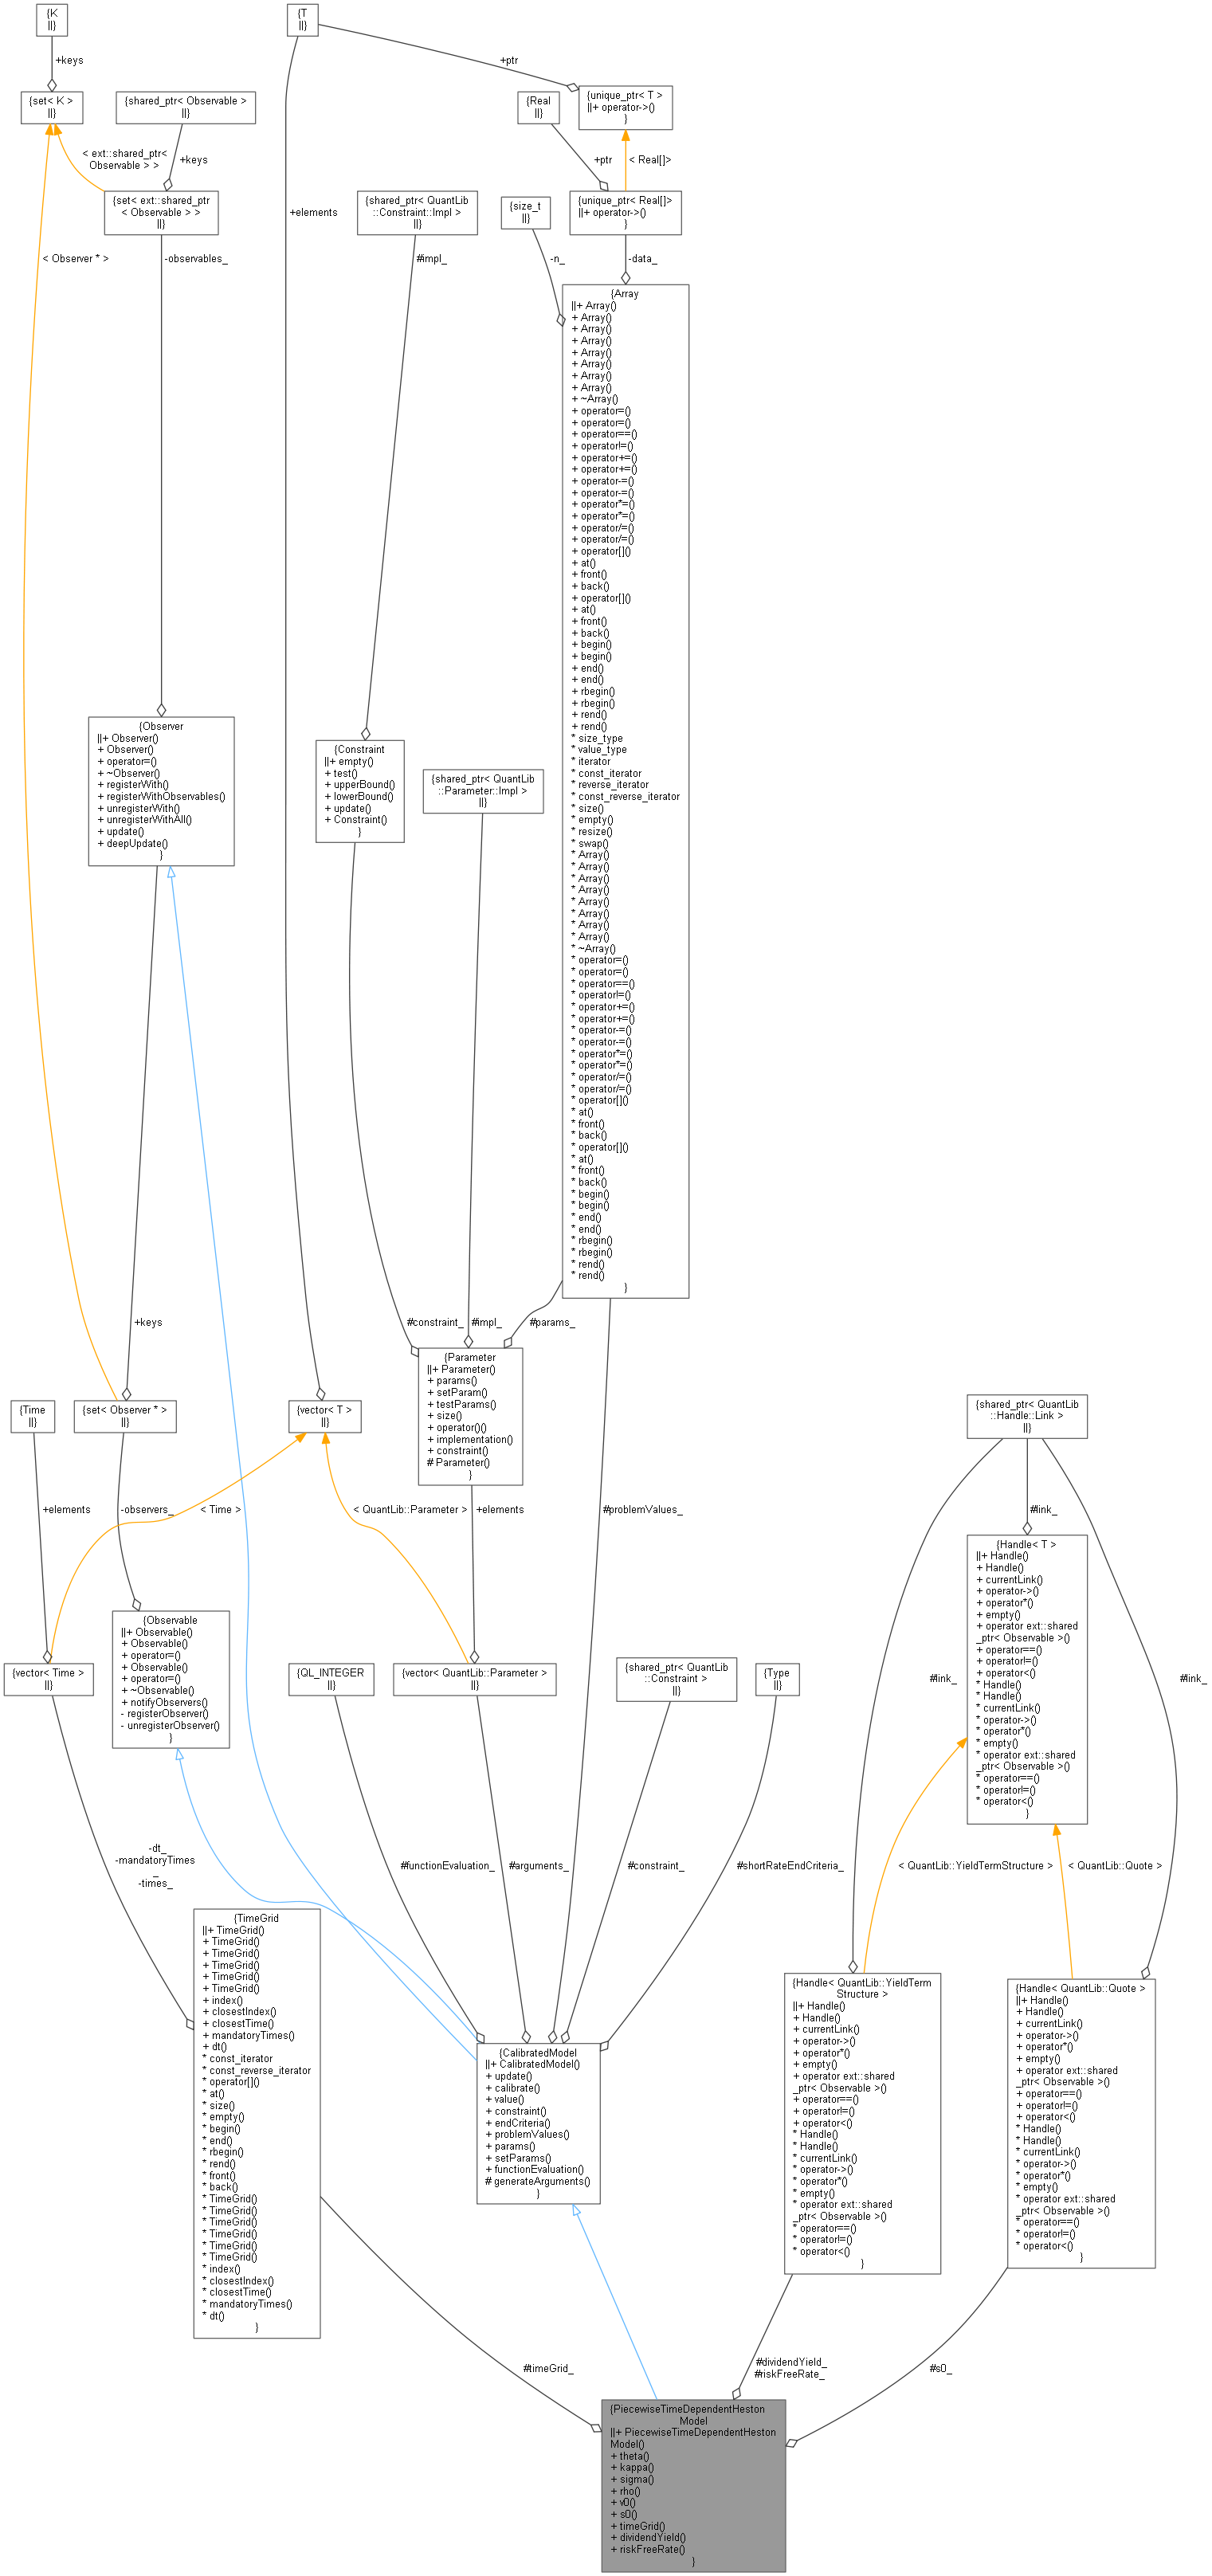 {K
||}
+keys
{set< K >
||}
{shared_ptr< Observable >
||}
< ext::shared_ptr<
Observable > >
+keys
{set< ext::shared_ptr
< Observable > >
||}
< Observer * >
-observables_
{T
||}
+ptr
+elements
{unique_ptr< T >
||+ operator->()
}
{Real
||}
+ptr
< Real[]>
{unique_ptr< Real[]>
||+ operator->()
}
{size_t
||}
-n_
-data_
{shared_ptr< QuantLib
::Constraint::Impl >
||}
#impl_
{Array
||+ Array()
+ Array()
+ Array()
+ Array()
+ Array()
+ Array()
+ Array()
+ Array()
+ ~Array()
+ operator=()
+ operator=()
+ operator==()
+ operator!=()
+ operator+=()
+ operator+=()
+ operator-=()
+ operator-=()
+ operator*=()
+ operator*=()
+ operator/=()
+ operator/=()
+ operator[]()
+ at()
+ front()
+ back()
+ operator[]()
+ at()
+ front()
+ back()
+ begin()
+ begin()
+ end()
+ end()
+ rbegin()
+ rbegin()
+ rend()
+ rend()
* size_type
* value_type
* iterator
* const_iterator
* reverse_iterator
* const_reverse_iterator
* size()
* empty()
* resize()
* swap()
* Array()
* Array()
* Array()
* Array()
* Array()
* Array()
* Array()
* Array()
* ~Array()
* operator=()
* operator=()
* operator==()
* operator!=()
* operator+=()
* operator+=()
* operator-=()
* operator-=()
* operator*=()
* operator*=()
* operator/=()
* operator/=()
* operator[]()
* at()
* front()
* back()
* operator[]()
* at()
* front()
* back()
* begin()
* begin()
* end()
* end()
* rbegin()
* rbegin()
* rend()
* rend()
}
{Observer
||+ Observer()
+ Observer()
+ operator=()
+ ~Observer()
+ registerWith()
+ registerWithObservables()
+ unregisterWith()
+ unregisterWithAll()
+ update()
+ deepUpdate()
}
{Constraint
||+ empty()
+ test()
+ upperBound()
+ lowerBound()
+ update()
+ Constraint()
}
{shared_ptr< QuantLib
::Parameter::Impl >
||}
+keys
#constraint_
#impl_
#params_
{Parameter
||+ Parameter()
+ params()
+ setParam()
+ testParams()
+ size()
+ operator()()
+ implementation()
+ constraint()
# Parameter()
}
{Time
||}
{set< Observer * >
||}
{vector< T >
||}
{shared_ptr< QuantLib
::Handle::Link >
||}
+elements
-observers_
< Time >
< QuantLib::Parameter >
+elements
#problemValues_
#link_
{Handle< T >
||+ Handle()
+ Handle()
+ currentLink()
+ operator->()
+ operator*()
+ empty()
+ operator ext::shared
_ptr< Observable >()
+ operator==()
+ operator!=()
+ operator<()
* Handle()
* Handle()
* currentLink()
* operator->()
* operator*()
* empty()
* operator ext::shared
_ptr< Observable >()
* operator==()
* operator!=()
* operator<()
}
{vector< Time >
||}
{Observable
||+ Observable()
+ Observable()
+ operator=()
+ Observable()
+ operator=()
+ ~Observable()
+ notifyObservers()
- registerObserver()
- unregisterObserver()
}
{QL_INTEGER
||}
{vector< QuantLib::Parameter >
||}
{shared_ptr< QuantLib
::Constraint >
||}
{Type
||}
#link_
#link_
-dt_
-mandatoryTimes
_
-times_
#functionEvaluation_
#arguments_
#constraint_
#shortRateEndCriteria_
< QuantLib::YieldTermStructure >
< QuantLib::Quote >
{TimeGrid
||+ TimeGrid()
+ TimeGrid()
+ TimeGrid()
+ TimeGrid()
+ TimeGrid()
+ TimeGrid()
+ index()
+ closestIndex()
+ closestTime()
+ mandatoryTimes()
+ dt()
* const_iterator
* const_reverse_iterator
* operator[]()
* at()
* size()
* empty()
* begin()
* end()
* rbegin()
* rend()
* front()
* back()
* TimeGrid()
* TimeGrid()
* TimeGrid()
* TimeGrid()
* TimeGrid()
* TimeGrid()
* index()
* closestIndex()
* closestTime()
* mandatoryTimes()
* dt()
}
{CalibratedModel
||+ CalibratedModel()
+ update()
+ calibrate()
+ value()
+ constraint()
+ endCriteria()
+ problemValues()
+ params()
+ setParams()
+ functionEvaluation()
# generateArguments()
}
{Handle< QuantLib::YieldTerm
Structure >
||+ Handle()
+ Handle()
+ currentLink()
+ operator->()
+ operator*()
+ empty()
+ operator ext::shared
_ptr< Observable >()
+ operator==()
+ operator!=()
+ operator<()
* Handle()
* Handle()
* currentLink()
* operator->()
* operator*()
* empty()
* operator ext::shared
_ptr< Observable >()
* operator==()
* operator!=()
* operator<()
}
{Handle< QuantLib::Quote >
||+ Handle()
+ Handle()
+ currentLink()
+ operator->()
+ operator*()
+ empty()
+ operator ext::shared
_ptr< Observable >()
+ operator==()
+ operator!=()
+ operator<()
* Handle()
* Handle()
* currentLink()
* operator->()
* operator*()
* empty()
* operator ext::shared
_ptr< Observable >()
* operator==()
* operator!=()
* operator<()
}
#timeGrid_
#dividendYield_
#riskFreeRate_
#s0_
{PiecewiseTimeDependentHeston
Model
||+ PiecewiseTimeDependentHeston
Model()
+ theta()
+ kappa()
+ sigma()
+ rho()
+ v0()
+ s0()
+ timeGrid()
+ dividendYield()
+ riskFreeRate()
}